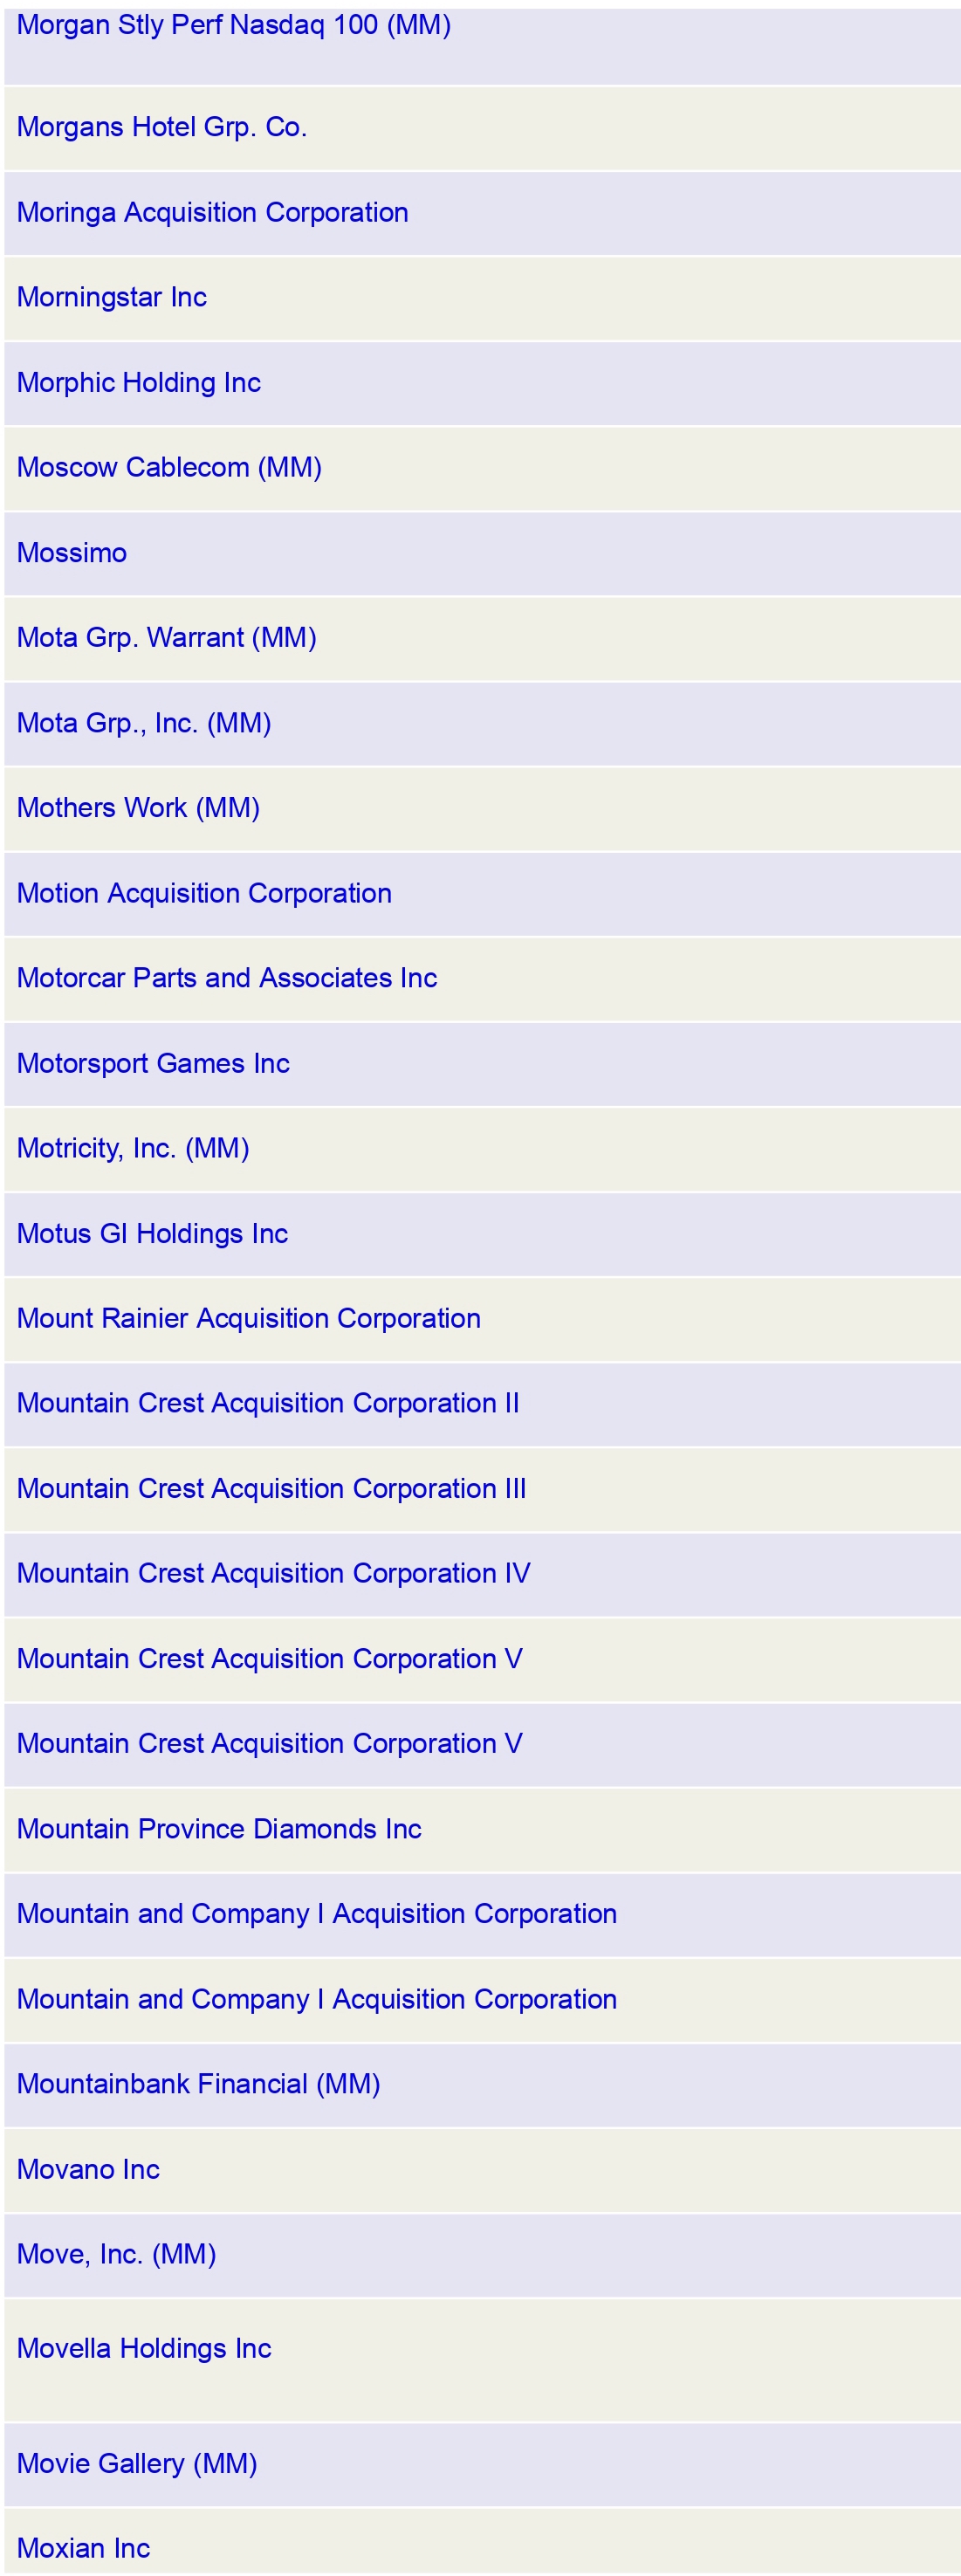 Morgan Stly Perf Nasdaq 100 (MM)
Morgans Hotel Grp. Co.
Moringa Acquisition Corporation
Morningstar Inc
Morphic Holding Inc
Moscow Cablecom (MM)
Mossimo
Mota Grp. Warrant (MM)
Mota Grp., Inc. (MM)
Mothers Work (MM)
Motion Acquisition Corporation
Motorcar Parts and Associates Inc
Motorsport Games Inc
Motricity, Inc. (MM)
Motus GI Holdings Inc
Mount Rainier Acquisition Corporation
Mountain Crest Acquisition Corporation II
Mountain Crest Acquisition Corporation III
Mountain Crest Acquisition Corporation IV
Mountain Crest Acquisition Corporation V
Mountain Crest Acquisition Corporation V
Mountain Province Diamonds Inc
Mountain and Company I Acquisition Corporation
Mountain and Company I Acquisition Corporation
Mountainbank Financial (MM)
Movano Inc
Move, Inc. (MM)
Movella Holdings Inc
Movie Gallery (MM)
Moxian Inc